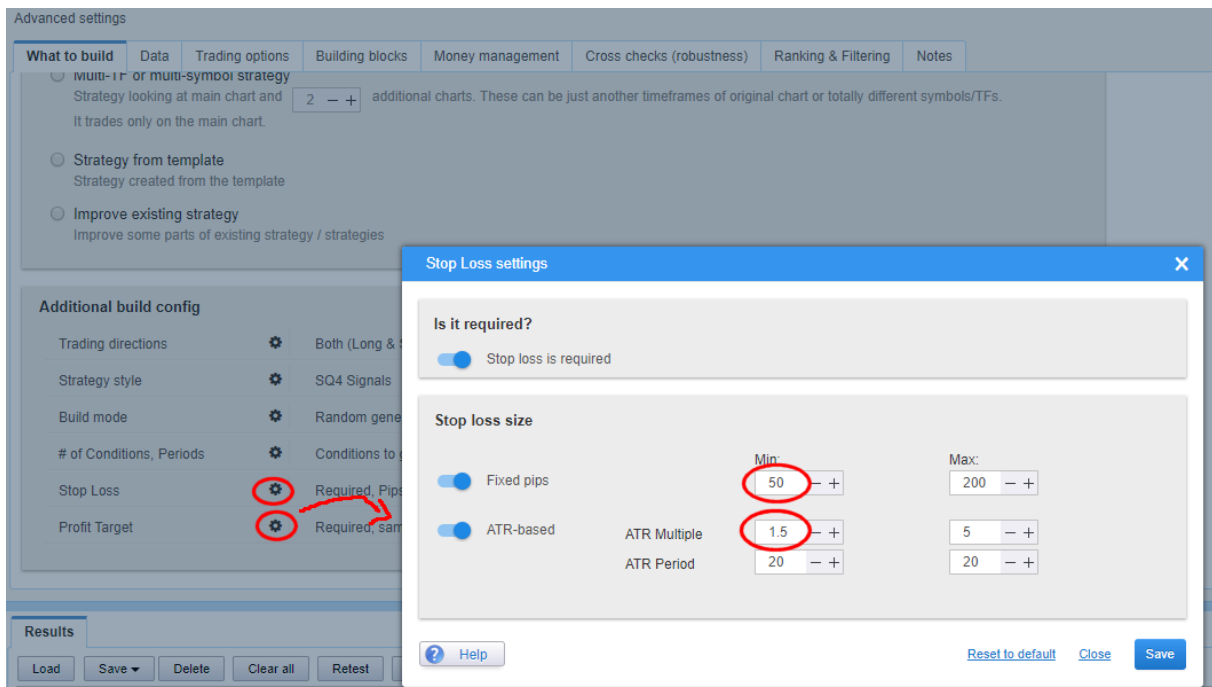 Advanced settings
What to build Data Trading options Building blocks Money management Cross checks (robustness) Ranking & Filtering Notes
Multi-TF or multi-symbol strategy
Strategy looking at main chart and 2 − + additional charts. These can be just another timeframes of original chart or totally different symbols/TFs.
It trades only on the main chart.
Strategy from template
Strategy created from the template
Improve existing strategy
Improve some parts of existing strategy / strategies
Additional build config
Trading directions Both (Long &
Strategy style SQ4 Signals
Build mode Random gene
# of Conditions, Periods Conditions to
Stop Loss Required, Pips
Profit Target Required, sam
Stop Loss settings
Is it required?
Stop loss is required
Stop loss size
Min: Max:
Fixed pips 50 − + 200 − +
ATR-based ATR Multiple 1.5 − + 5 − +
ATR Period 20 − + 20 − +
? Help Reset to default Close Save
Results
Load Save Delete Clear all Retest